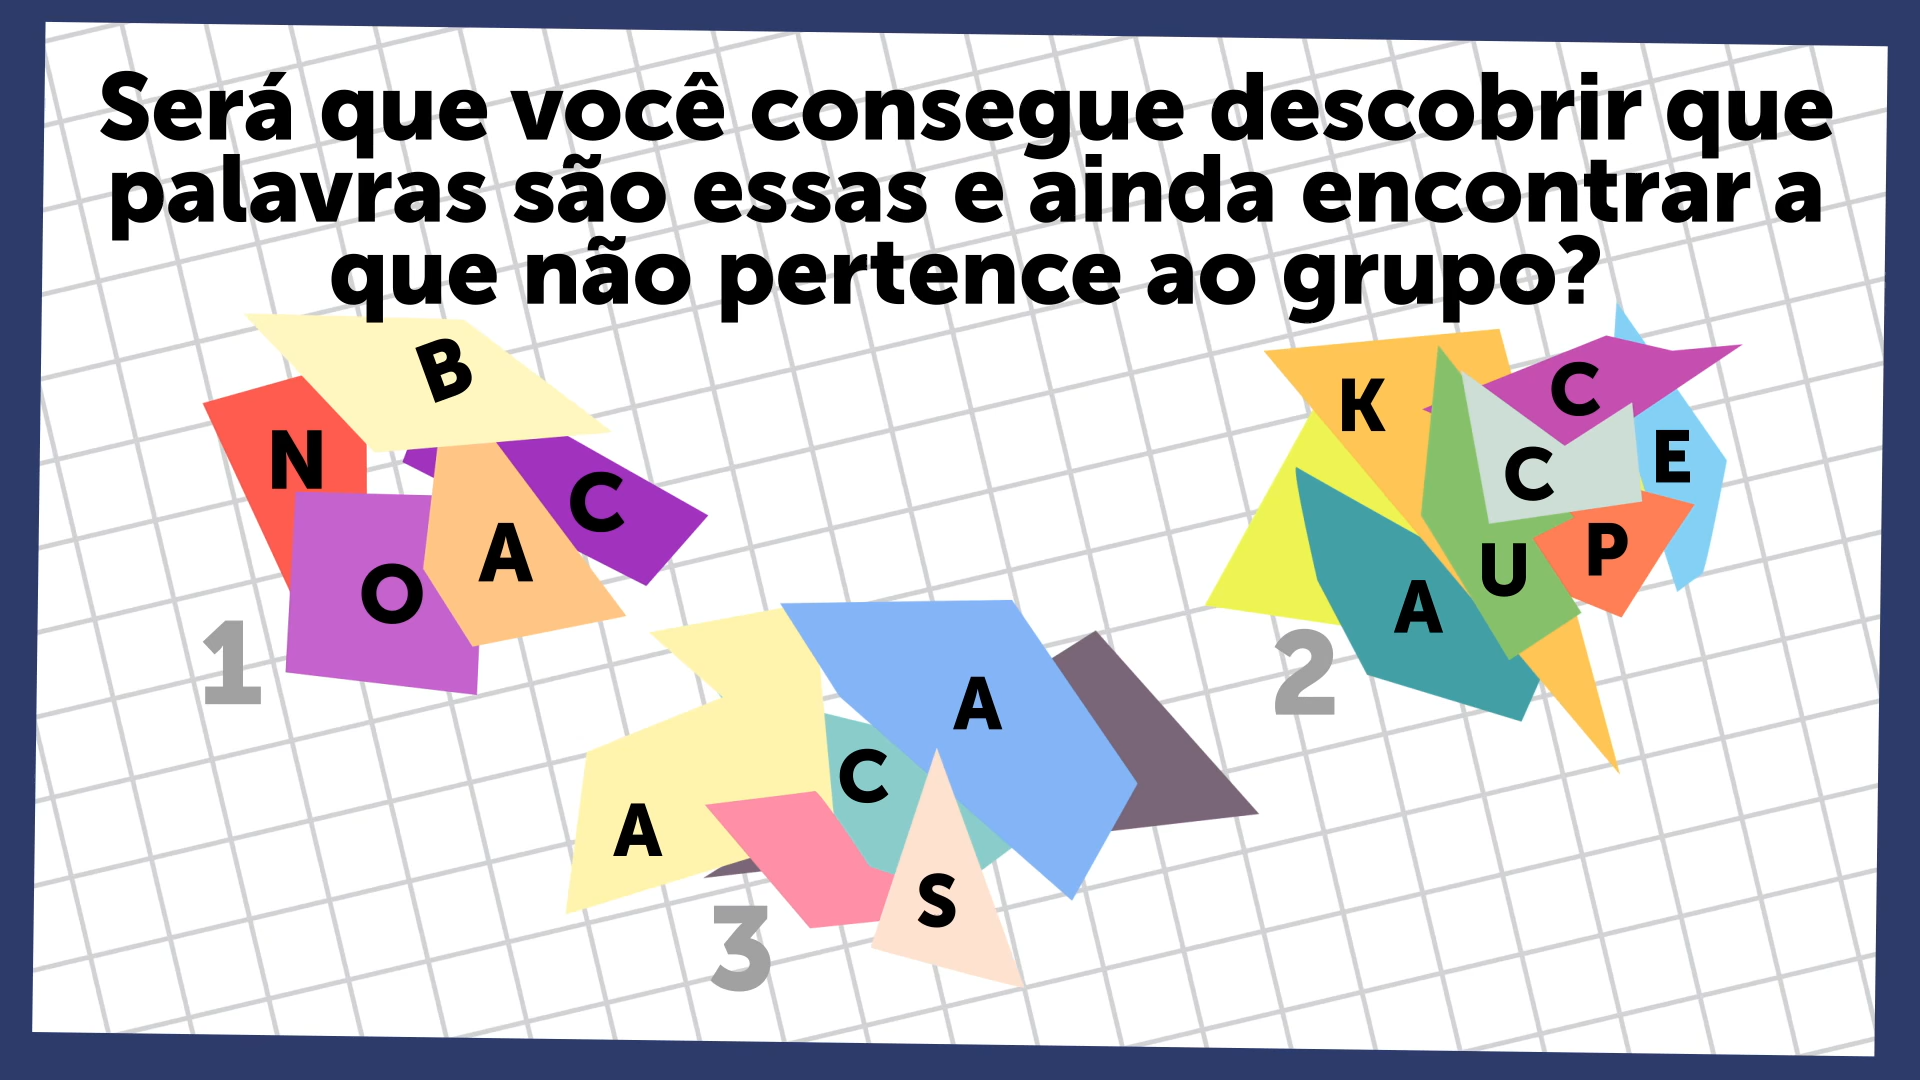 Será que você consegue descobrir que
palavras são essas e ainda encontrar a
que não pertence ao grupo?
B
N
C
A
O
1
K
C
E
C
P
U
A
2
A
C
A
S
3